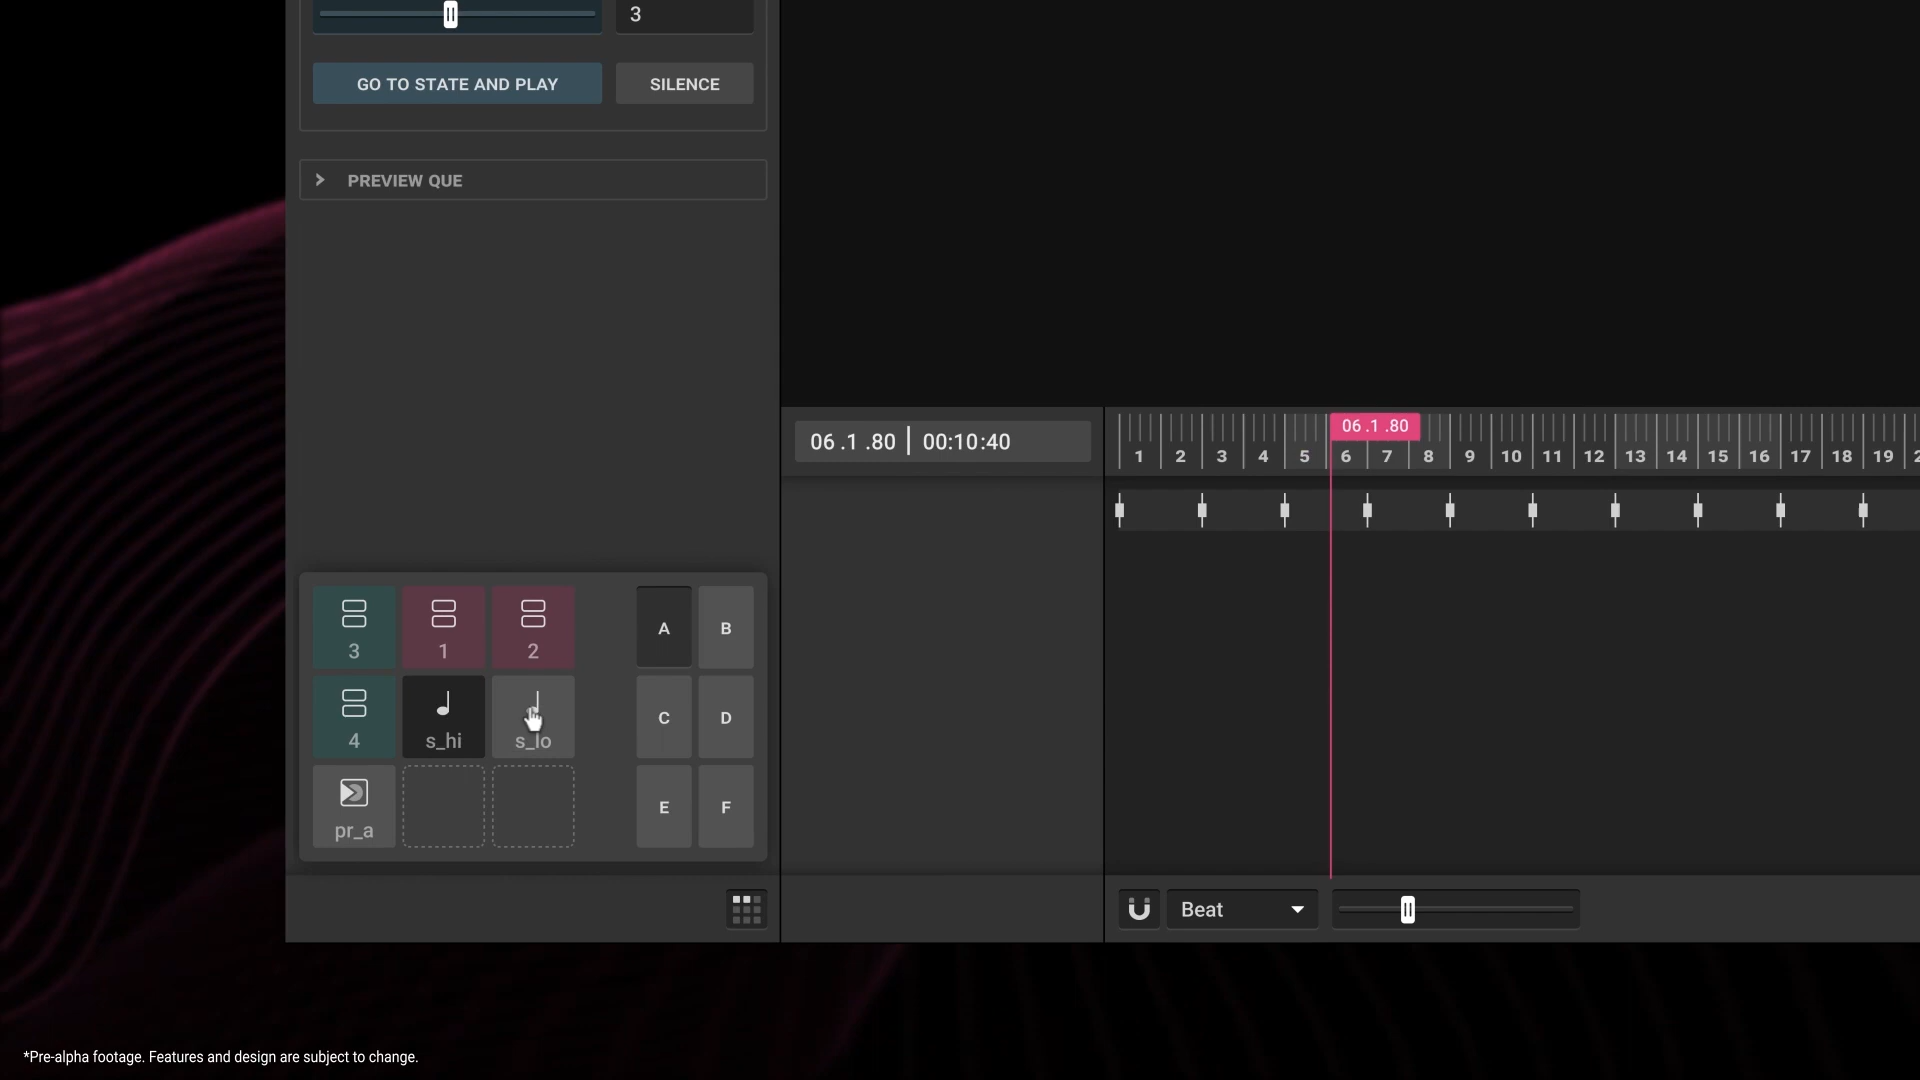 3
GO TO STATE AND PLAY
SILENCE
PREVIEW QUE
06 .1 .80 | 00:10:40
06 .1 .80
1 2 3 4 5 6 7 8 9 10 11 12 13 14 15 16 17 18 19 2
3 1 2 A B
4 s_hi s_lo C D
pr_a E F
Beat
*Pre-alpha footage. Features and design are subject to change.